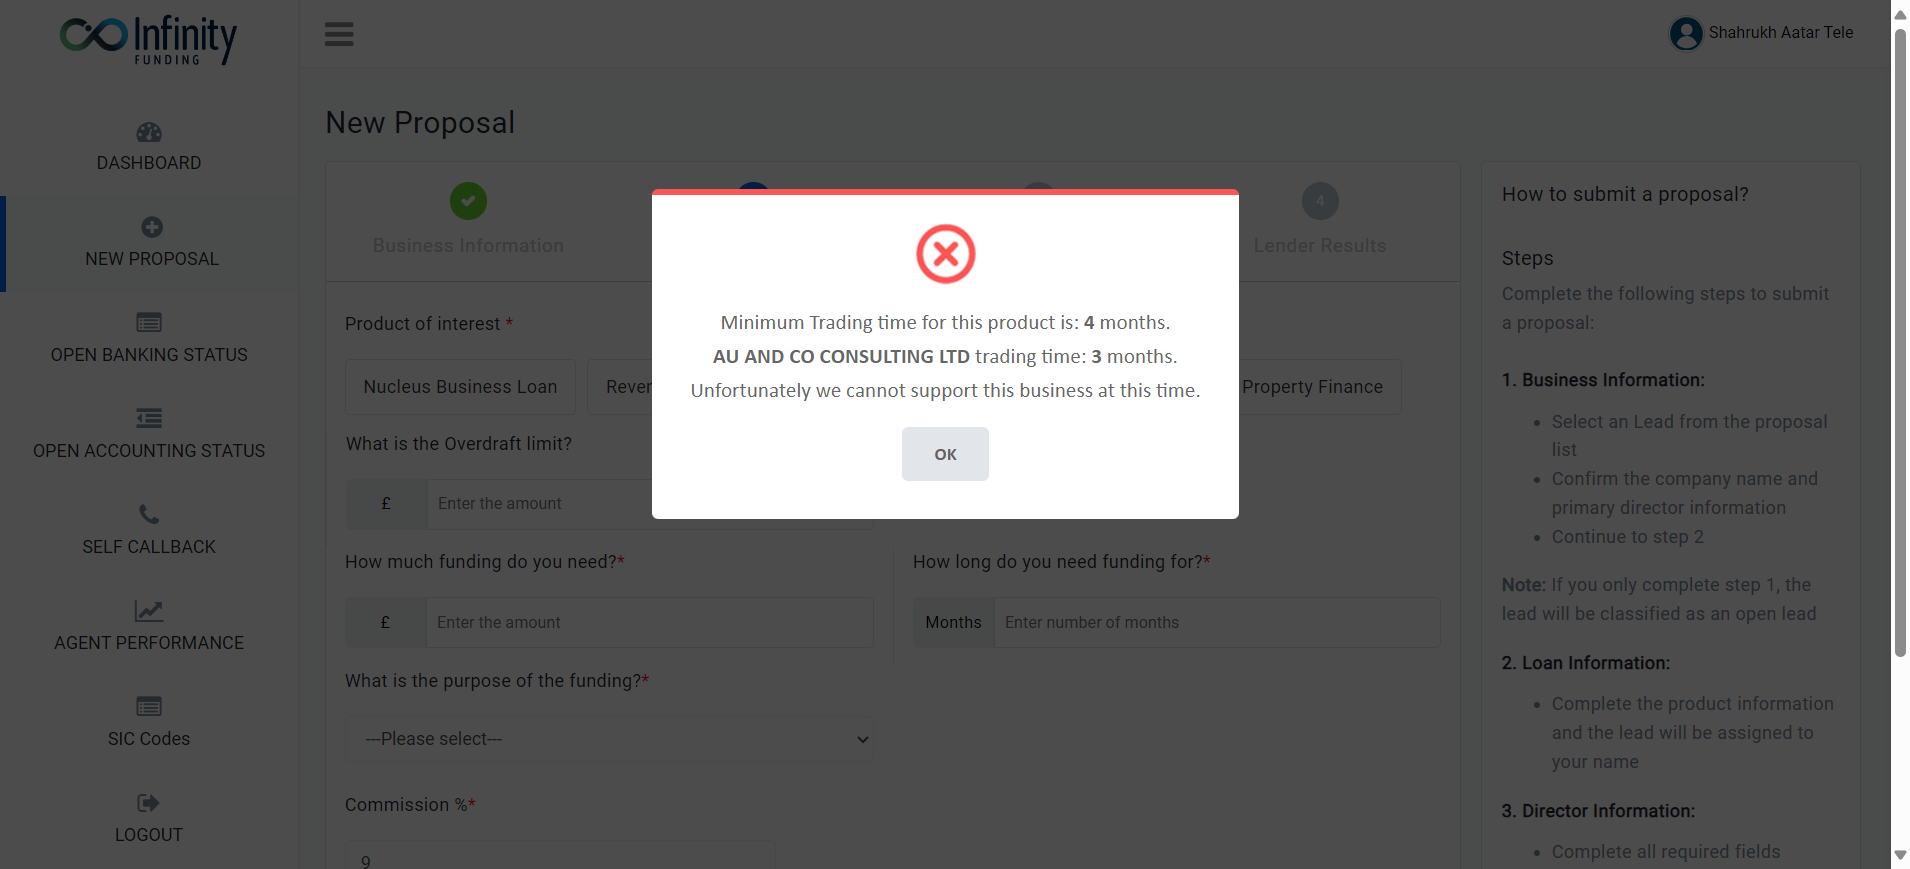 Infinity
FUNDING
Shahrukh Aatar Tele
DASHBOARD
NEW PROPOSAL
OPEN BANKING STATUS
OPEN ACCOUNTING STATUS
SELF CALLBACK
AGENT PERFORMANCE
SIC Codes
LOGOUT
New Proposal
Business Information
4
Lender Results
Product of interest *
Nucleus Business Loan
Rever
Property Finance
What is the Overdraft limit?
£
Enter the amount
How much funding do you need?*
£
Enter the amount
How long do you need funding for?*
Months
Enter number of months
What is the purpose of the funding?*
---Please select---
Commission %*
9
Minimum Trading time for this product is: 4 months.
AU AND CO CONSULTING LTD trading time: 3 months.
Unfortunately we cannot support this business at this time.
OK
How to submit a proposal?
Steps
Complete the following steps to submit
a proposal:
1. Business Information:
• Select an Lead from the proposal
list
• Confirm the company name and
primary director information
• Continue to step 2
Note: If you only complete step 1, the
lead will be classified as an open lead
2. Loan Information:
• Complete the product information
and the lead will be assigned to
your name
3. Director Information:
• Complete all required fields